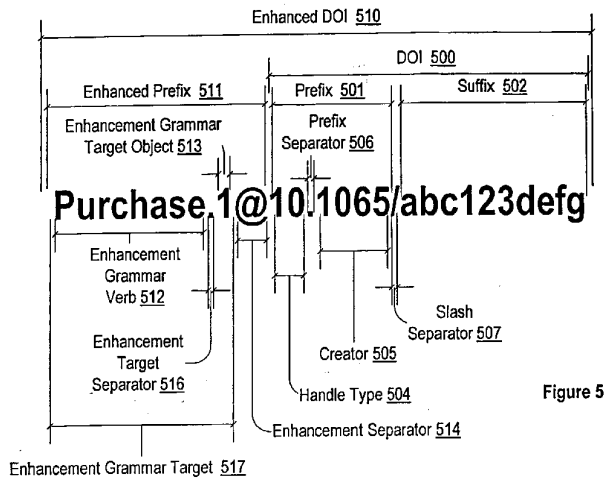 Enhanced DOI 510
DOI 500
Enhanced Prefix 511
Prefix 501
Suffix 502
Enhancement Grammar
Target Object 513
Prefix
Separator 506
Purchase.1@10.1065/abc123defg
Enhancement
Grammar
Verb 512
Slash
Separator 507
Enhancement
Target
Separator 516
Creator 505
Handle Type 504
Figure 5
Enhancement Separator 514
Enhancement Grammar Target 517